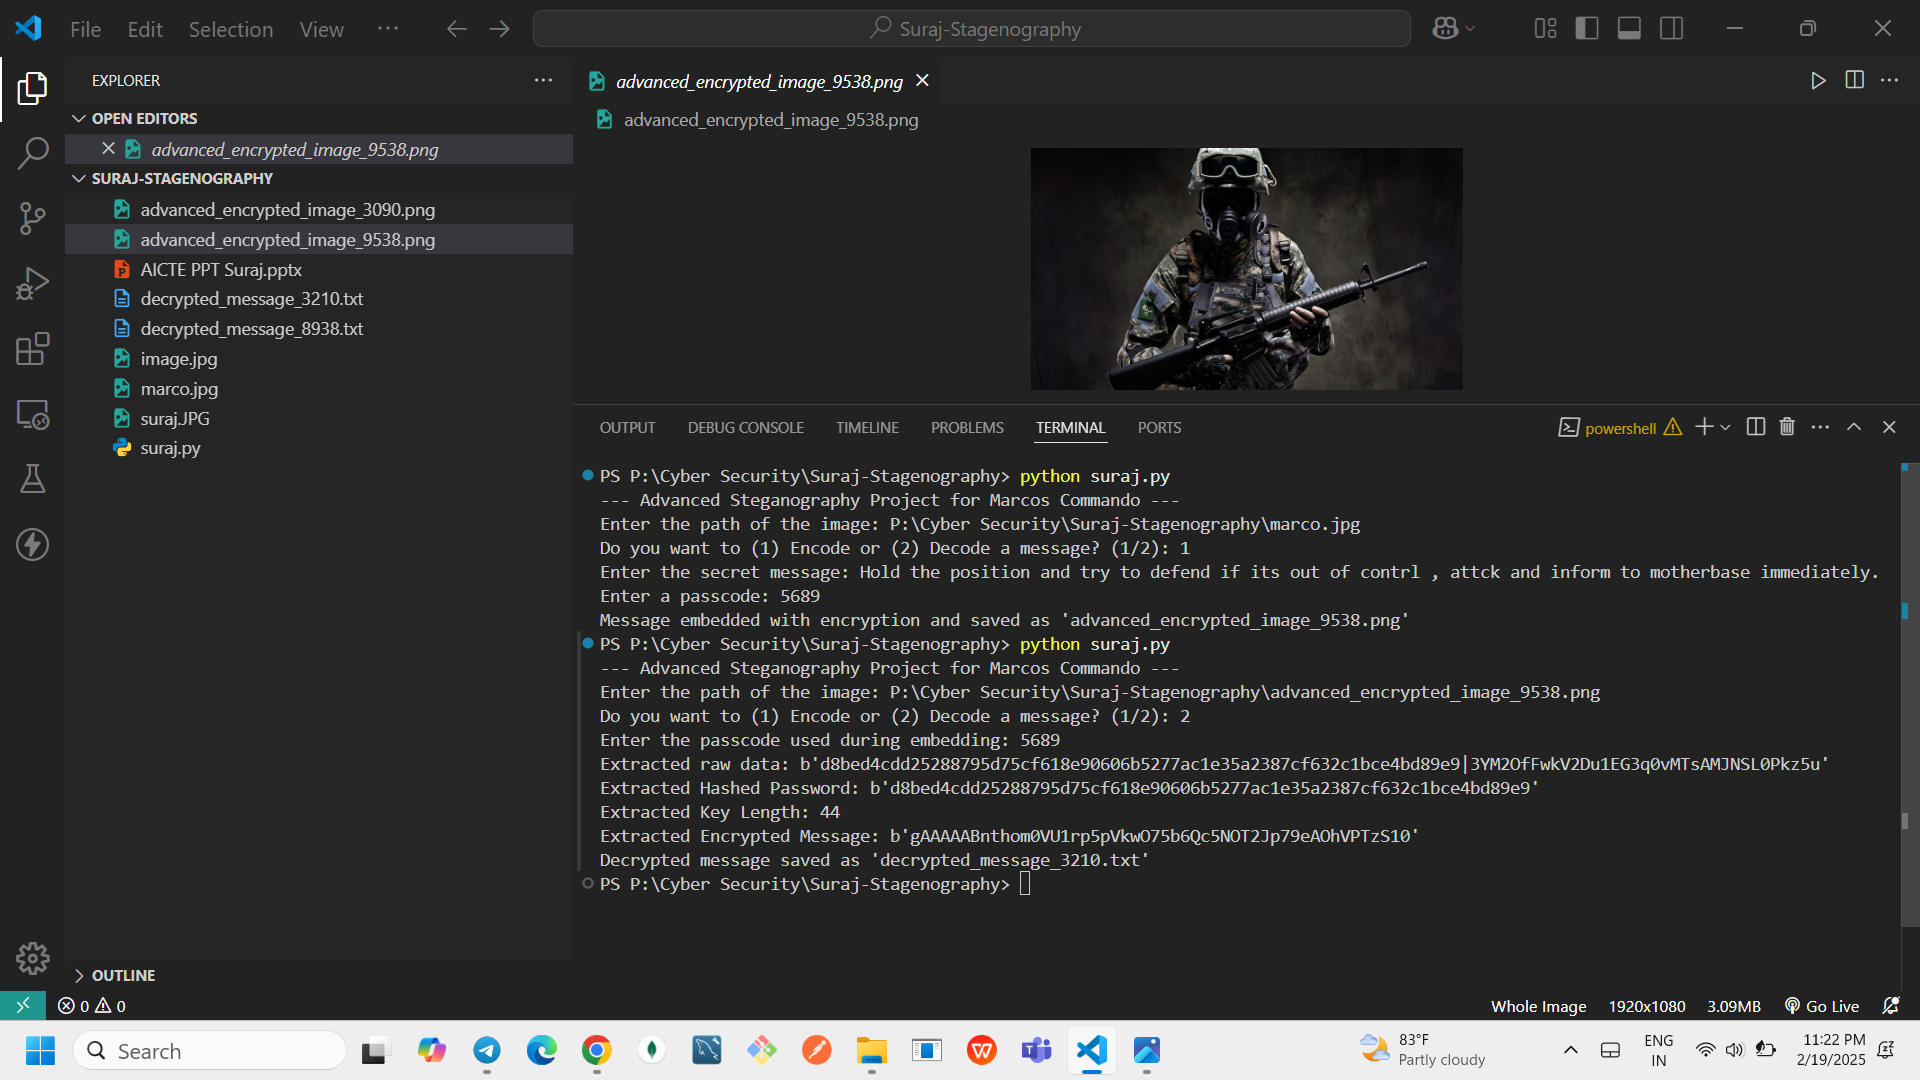 File Edit Selection View ··· Suraj-Stagenography
EXPLORER ···
OPEN EDITORS
advanced_encrypted_image_9538.png
SURAJ-STAGENOGRAPHY
advanced_encrypted_image_3090.png
advanced_encrypted_image_9538.png
AICTE PPT Suraj.pptx
decrypted_message_3210.txt
decrypted_message_8938.txt
image.jpg
marco.jpg
suraj.JPG
suraj.py
OUTLINE
advanced_encrypted_image_9538.png
advanced_encrypted_image_9538.png
OUTPUT DEBUG CONSOLE TIMELINE PROBLEMS TERMINAL PORTS powershell
PS P:\Cyber Security\Suraj-Stagenography> python suraj.py
--- Advanced Steganography Project for Marcos Commando ---
Enter the path of the image: P:\Cyber Security\Suraj-Stagenography\marco.jpg
Do you want to (1) Encode or (2) Decode a message? (1/2): 1
Enter the secret message: Hold the position and try to defend if its out of contrl , attck and inform to motherbase immediately.
Enter a passcode: 5689
Message embedded with encryption and saved as 'advanced_encrypted_image_9538.png'
PS P:\Cyber Security\Suraj-Stagenography> python suraj.py
--- Advanced Steganography Project for Marcos Commando ---
Enter the path of the image: P:\Cyber Security\Suraj-Stagenography\advanced_encrypted_image_9538.png
Do you want to (1) Encode or (2) Decode a message? (1/2): 2
Enter the passcode used during embedding: 5689
Extracted raw data: b'd8bed4cdd25288795d75cf618e90606b5277ac1e35a2387cf632c1bce4bd89e9|3YM2OfFwkV2Du1EG3q0vMTsAMJNSL0Pkz5u'
Extracted Hashed Password: b'd8bed4cdd25288795d75cf618e90606b5277ac1e35a2387cf632c1bce4bd89e9'
Extracted Key Length: 44
Extracted Encrypted Message: b'gAAAAABnthom0VU1rp5pVkwO75b6Qc5NOT2Jp79eAOhVPTzS10'
Decrypted message saved as 'decrypted_message_3210.txt'
PS P:\Cyber Security\Suraj-Stagenography>
0 0 Whole Image 1920x1080 3.09MB Go Live
Search
83°F
Partly cloudy
ENG
IN
11:22 PM
2/19/2025